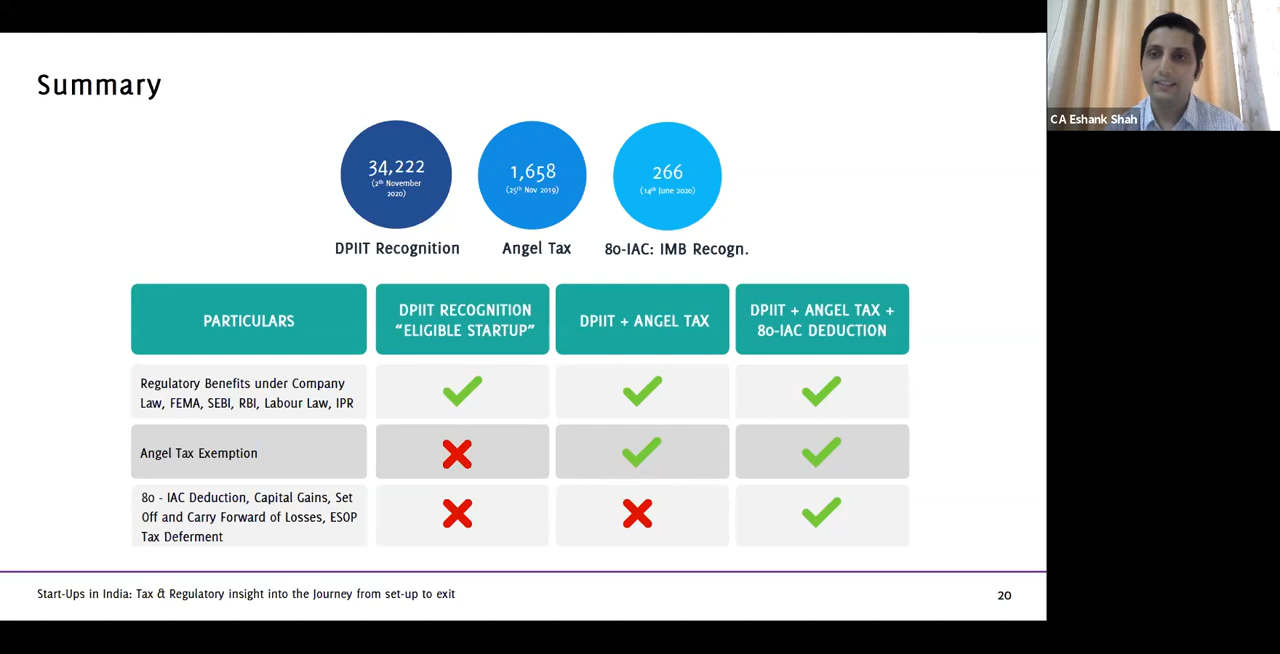 Summary
34,222
(2th November
2020)
1,658
(25th Nov 2019)
266
(14th June 2020)
DPIIT Recognition
Angel Tax
80-IAC: IMB Recogn.
PARTICULARS
DPIIT RECOGNITION
“ELIGIBLE STARTUP”
DPIIT + ANGEL TAX
DPIIT + ANGEL TAX +
80-IAC DEDUCTION
Regulatory Benefits under Company
Law, FEMA, SEBI, RBI, Labour Law, IPR
Angel Tax Exemption
80 - IAC Deduction, Capital Gains, Set
Off and Carry Forward of Losses, ESOP
Tax Deferment
Start-Ups in India: Tax & Regulatory insight into the Journey from set-up to exit
20
CA Eshank Shah